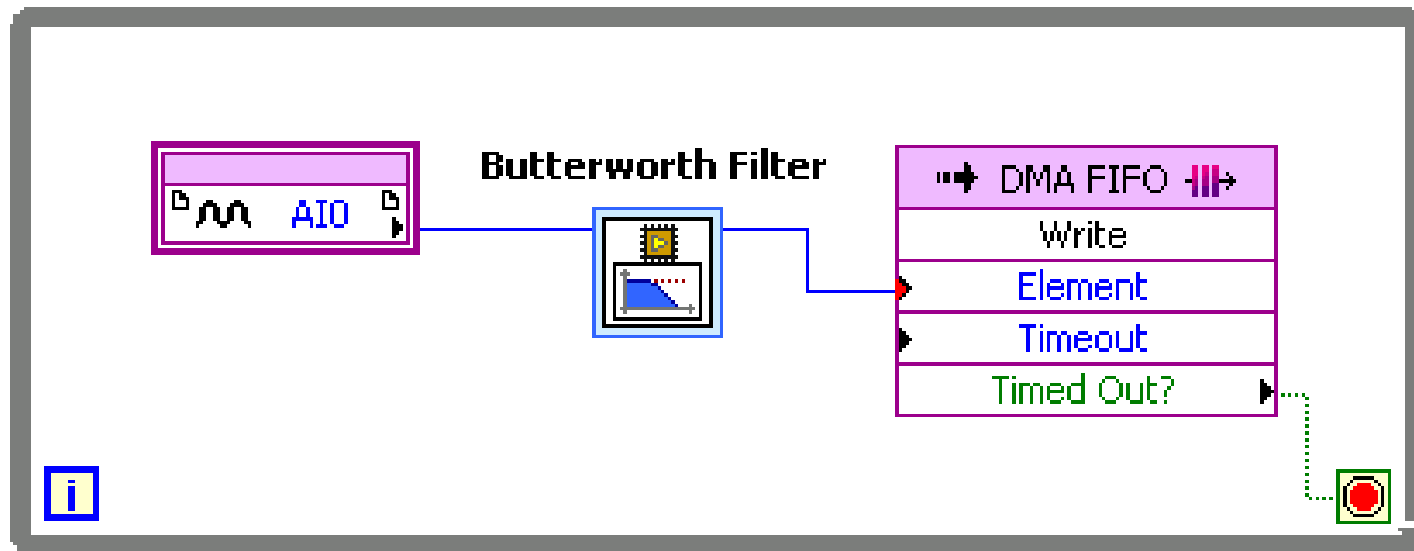 Butterworth Filter
AI0
DMA FIFO
Write
Element
Timeout
Timed Out?
i